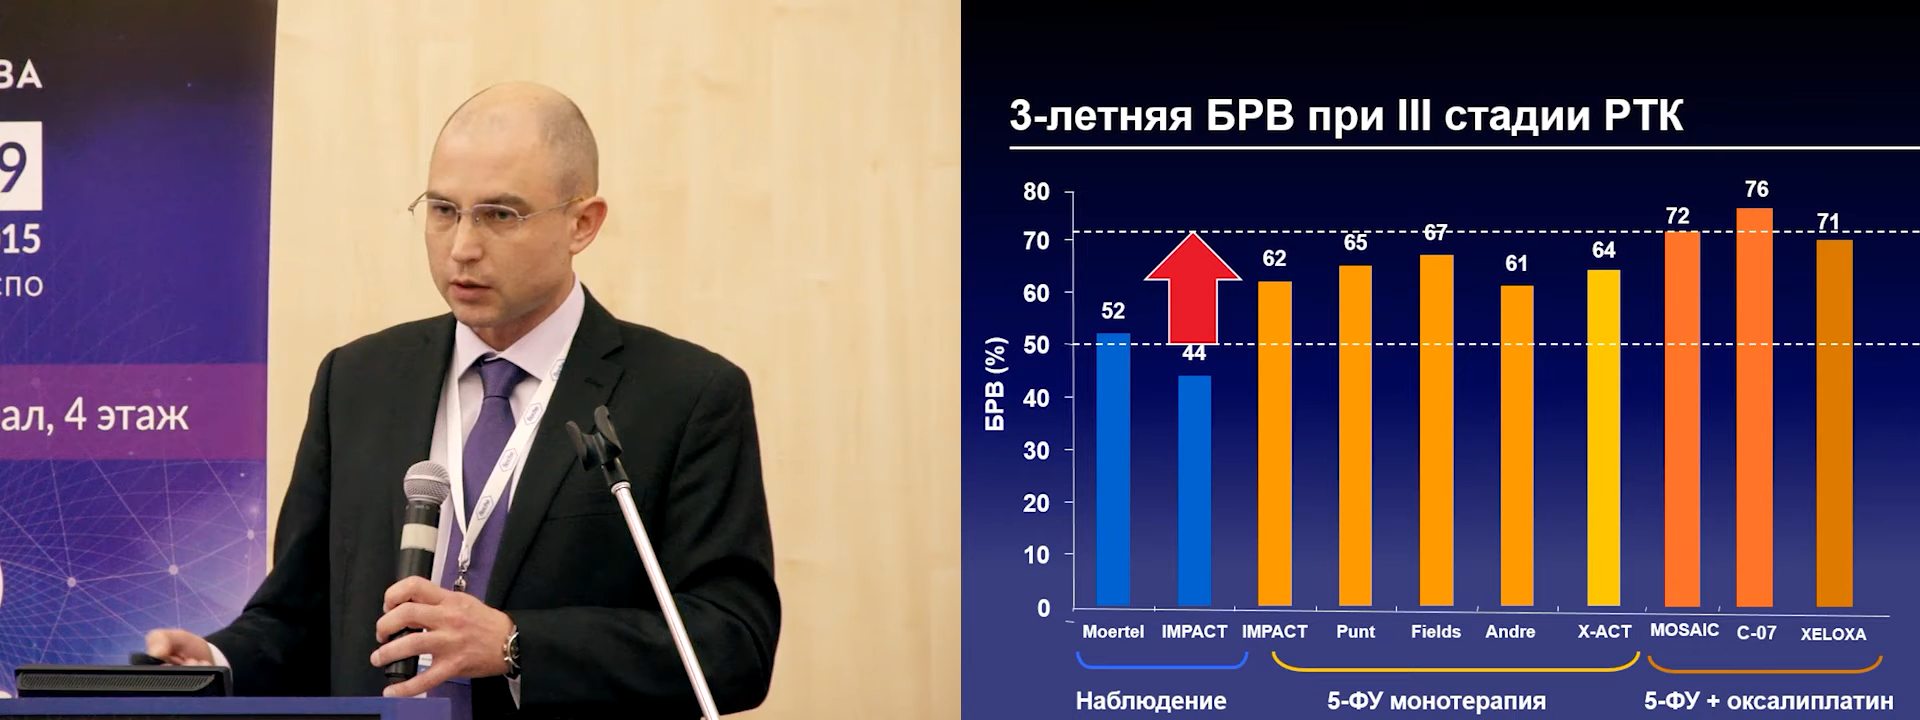 ВА
9
15
спо
ал, 4 этаж
Roche
Roche
3-летняя БРВ при III стадии РТК
БРВ (%)
80
70
60
50
40
30
20
10
0
52
44
62
65
67
61
64
72
76
71
Moertel IMPACT IMPACT Punt Fields Andre X-ACT MOSAIC C-07 XELOXA
Наблюдение 5-ФУ монотерапия 5-ФУ + оксалиплатин